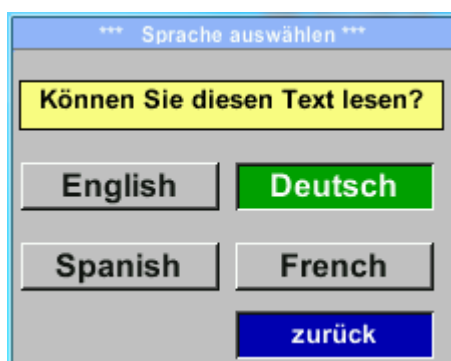 *** Sprache auswählen ***
Können Sie diesen Text lesen?
English Deutsch
Spanish French
zurück